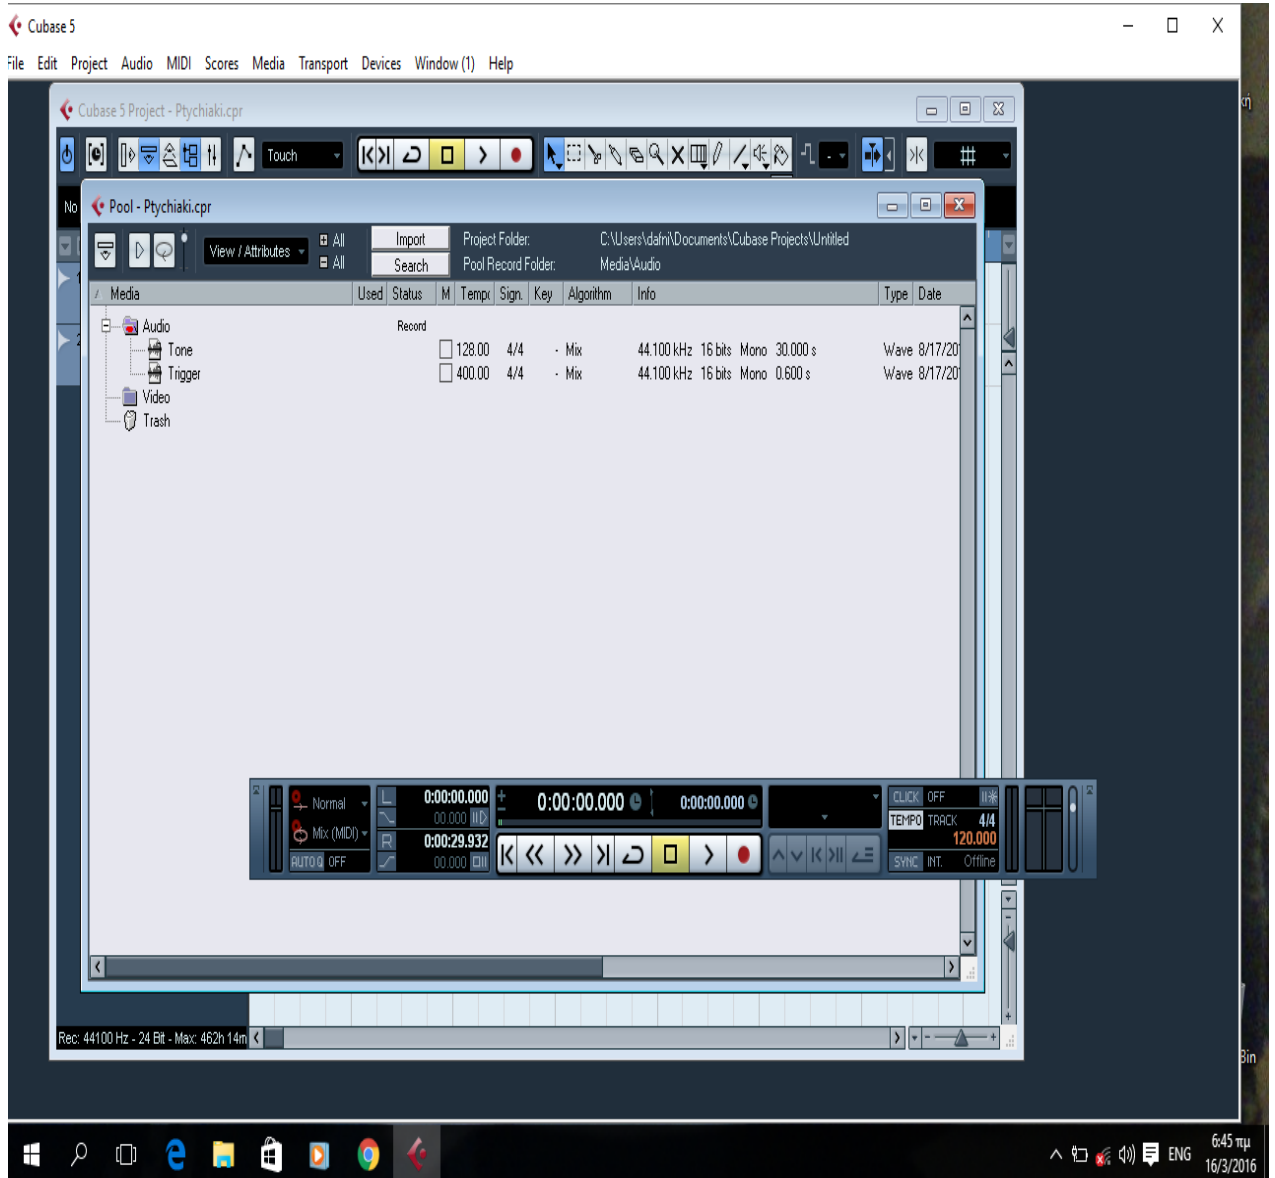 Cubase 5
File Edit Project Audio MIDI Scores Media Transport Devices Window (1) Help
Cubase 5 Project - Ptychiaki.cpr
Touch
No
Pool - Ptychiaki.cpr
View / Attributes
All
All
Import
Search
Project Folder: C:\Users\dafni\Documents\Cubase Projects\Untitled
Pool Record Folder: Media\Audio
Media Used Status M Tempo Sign. Key Algorithm Info Type Date
Audio Record
Tone 128.00 4/4 - Mix 44.100 kHz 16 bits Mono 30.000 s Wave 8/17/20
Trigger 400.00 4/4 - Mix 44.100 kHz 16 bits Mono 0.600 s Wave 8/17/20
Video
Trash
Normal
Mix (MIDI)
AUTO Q OFF
L 0:00:00.000
00.000
R 0:00:29.932
00.000
0:00:00.000 0:00:00.000
CLICK OFF
TEMPO TRACK 4/4
120.000
SYNC INT. Offline
Rec: 44100 Hz - 24 Bit - Max: 462h 14m
Bin
ENG
6:45 πμ
16/3/2016